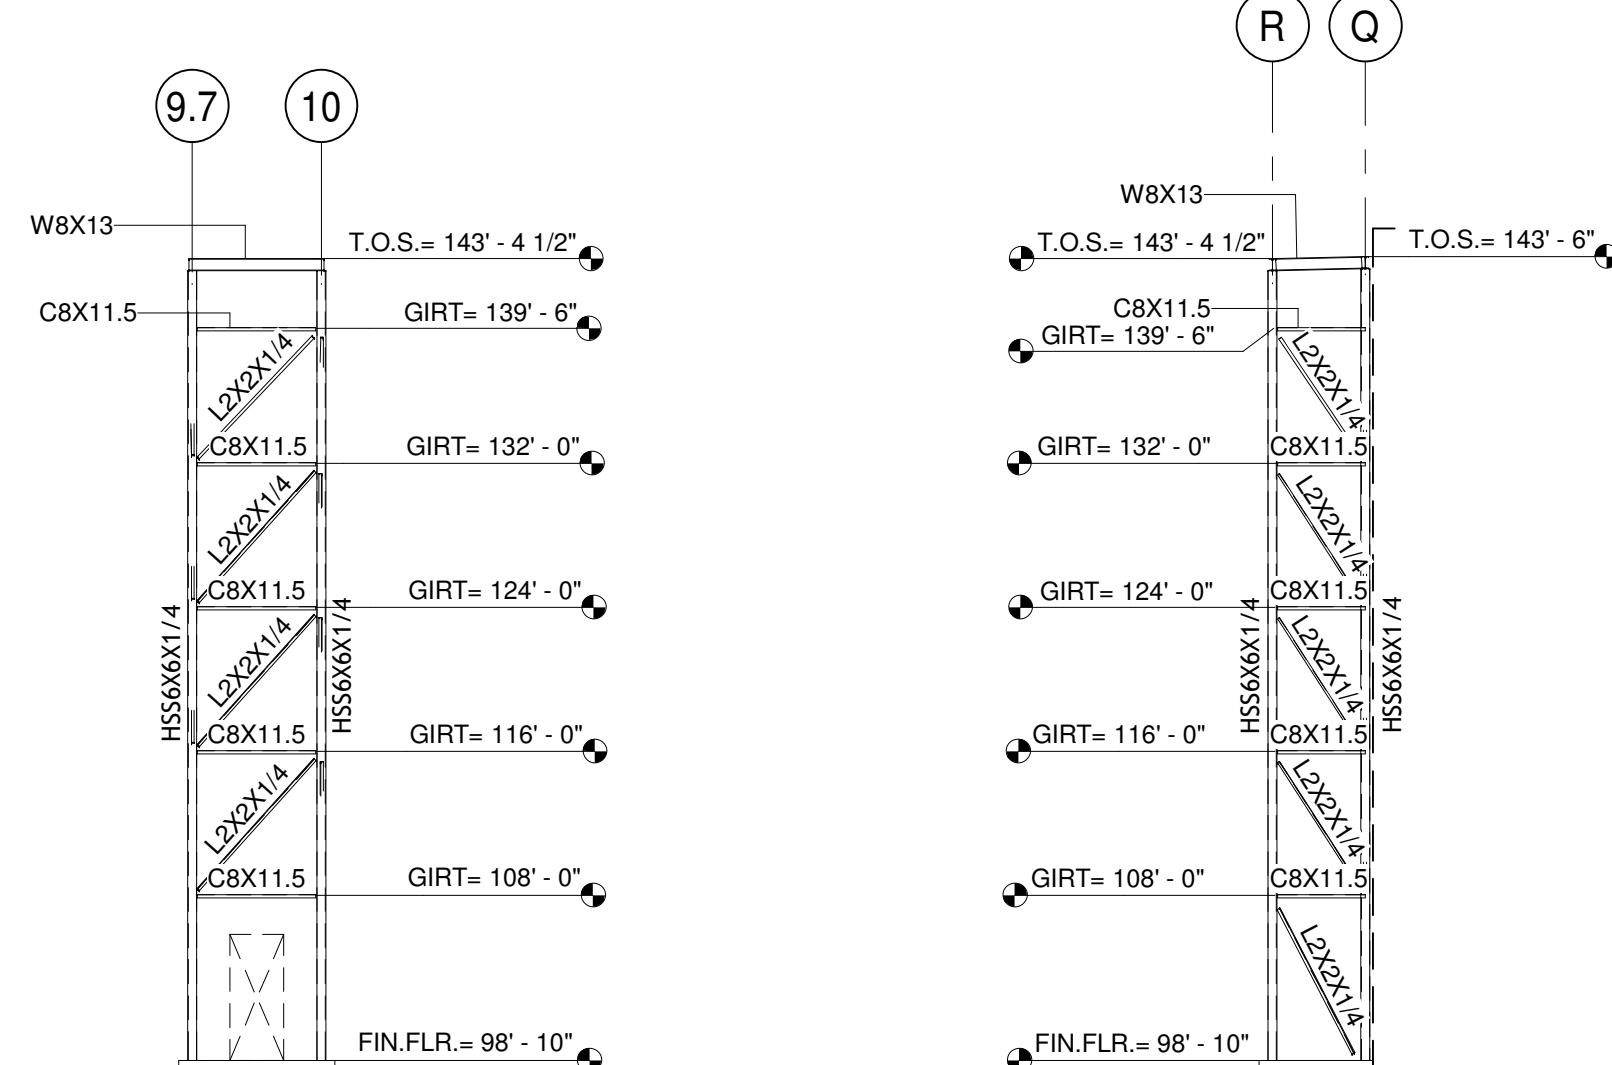 9.7
10
W8X13
T.O.S.= 143' - 4 1/2"
C8X11.5
GIRT= 139' - 6"
L2X2X1/4
C8X11.5
GIRT= 132' - 0"
L2X2X1/4
C8X11.5
GIRT= 124' - 0"
HSS6X6X1/4
L2X2X1/4
HSS6X6X1/4
C8X11.5
GIRT= 116' - 0"
L2X2X1/4
C8X11.5
GIRT= 108' - 0"
FIN.FLR.= 98' - 10"
R
Q
W8X13
T.O.S.= 143' - 4 1/2"
T.O.S.= 143' - 6"
C8X11.5
GIRT= 139' - 6"
L2X2X1/4
GIRT= 132' - 0"
C8X11.5
L2X2X1/4
GIRT= 124' - 0"
C8X11.5
HSS6X6X1/4
L2X2X1/4
HSS6X6X1/4
GIRT= 116' - 0"
C8X11.5
L2X2X1/4
GIRT= 108' - 0"
C8X11.5
L2X2X1/4
FIN.FLR.= 98' - 10"